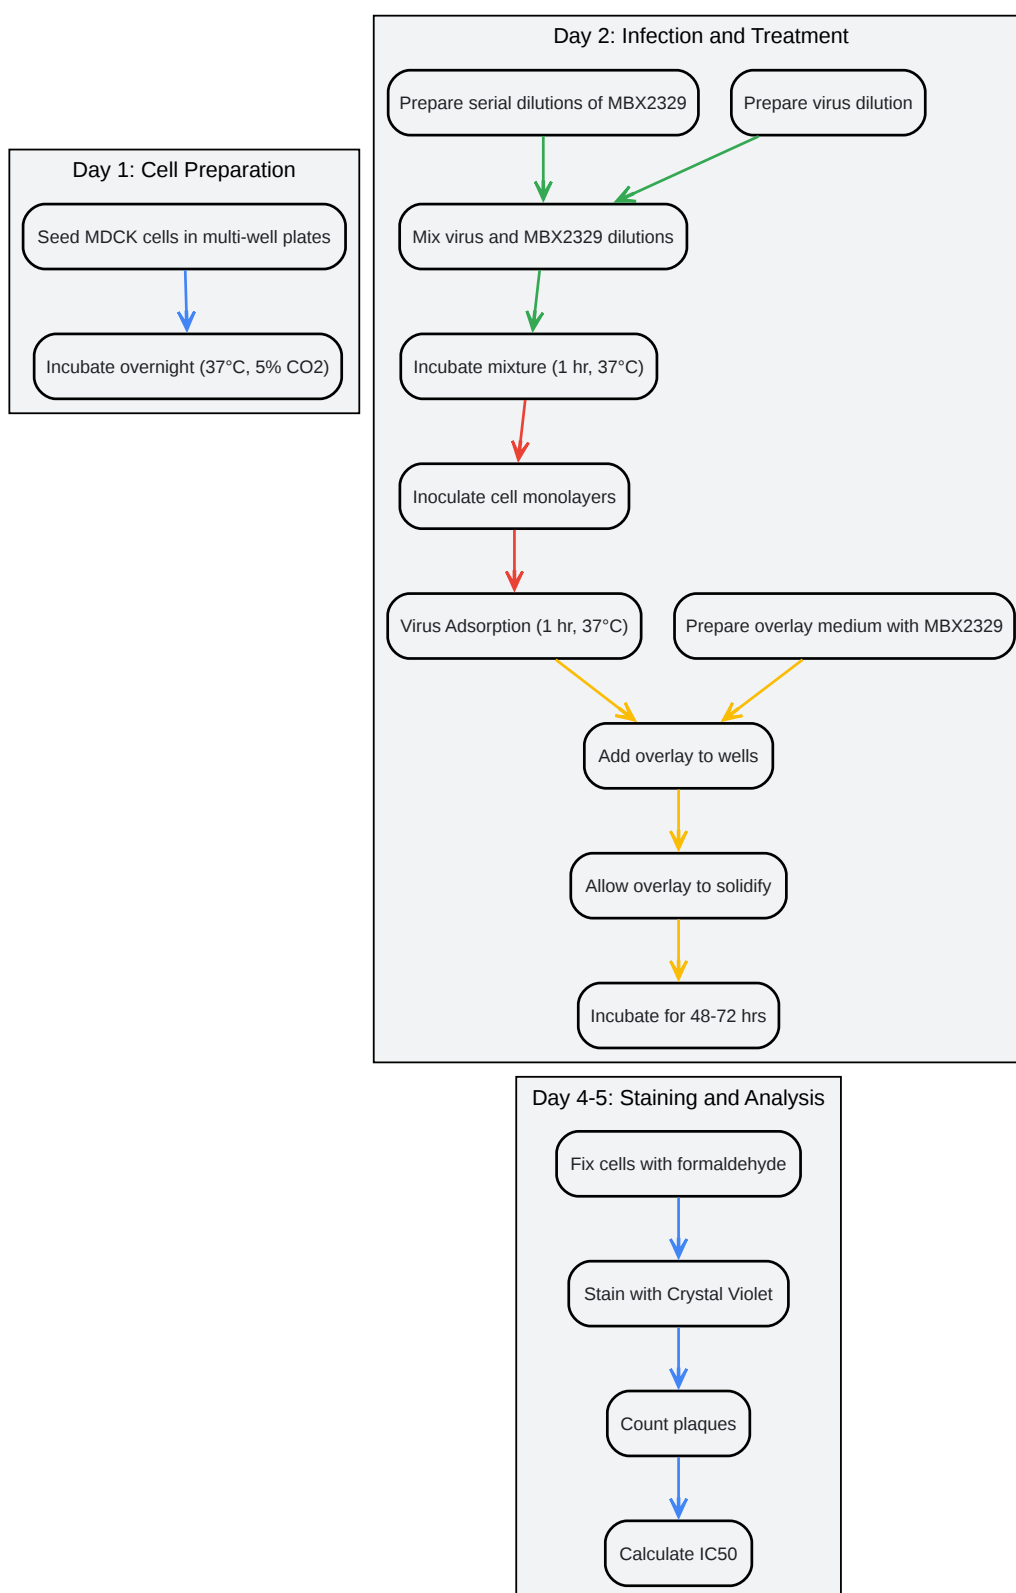 Day 1: Cell Preparation
Seed MDCK cells in multi-well plates
Incubate overnight (37°C, 5% CO2)
Day 2: Infection and Treatment
Prepare serial dilutions of MBX2329
Prepare virus dilution
Mix virus and MBX2329 dilutions
Incubate mixture (1 hr, 37°C)
Inoculate cell monolayers
Virus Adsorption (1 hr, 37°C)
Prepare overlay medium with MBX2329
Add overlay to wells
Allow overlay to solidify
Incubate for 48-72 hrs
Day 4-5: Staining and Analysis
Fix cells with formaldehyde
Stain with Crystal Violet
Count plaques
Calculate IC50